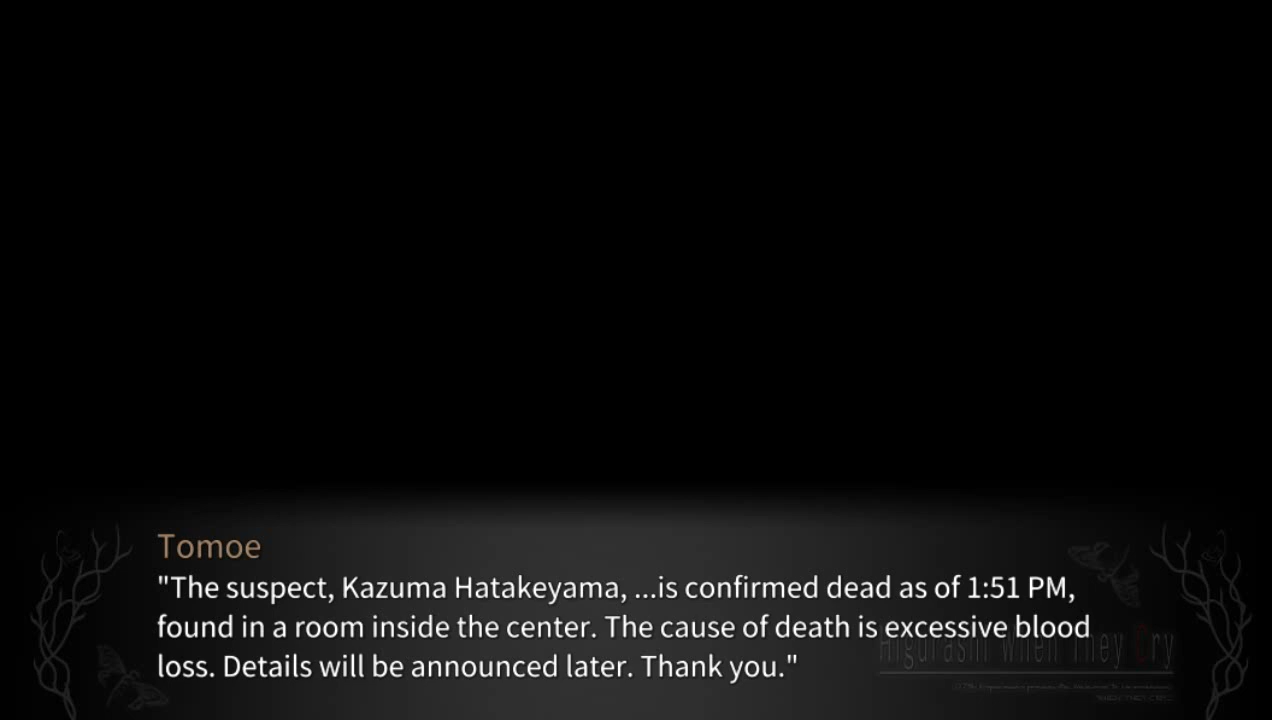 Tomoe
"The suspect, Kazuma Hatakeyama, ...is confirmed dead as of 1:51 PM,
found in a room inside the center. The cause of death is excessive blood
loss. Details will be announced later. Thank you."
Higurashi When They Cry